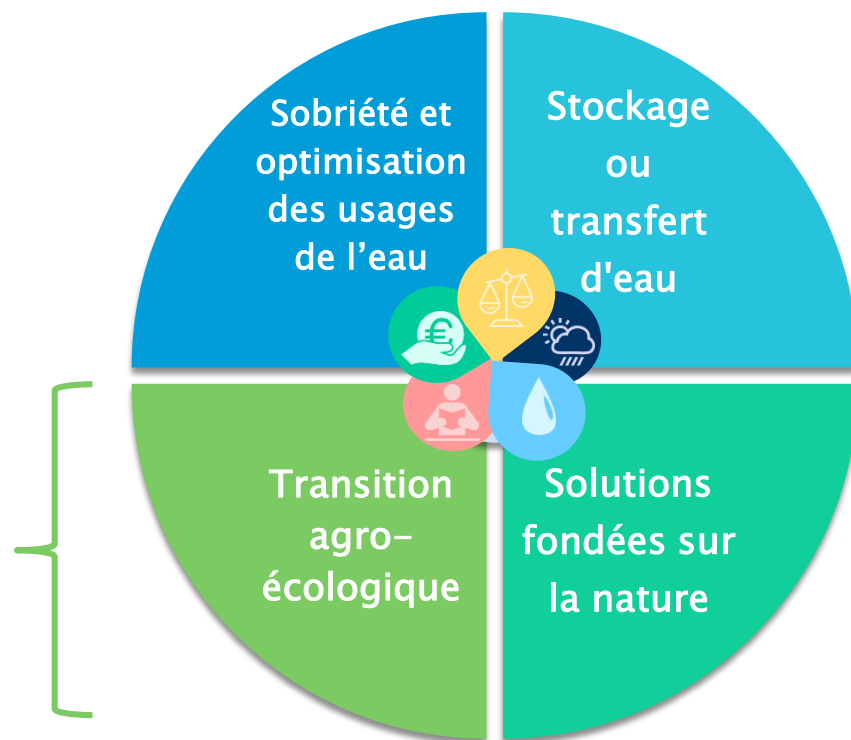 Sobriété et
optimisation
des usages
de l’eau
Stockage
ou
transfert
d'eau
€
Transition
agro-
écologique
Solutions
fondées sur
la nature